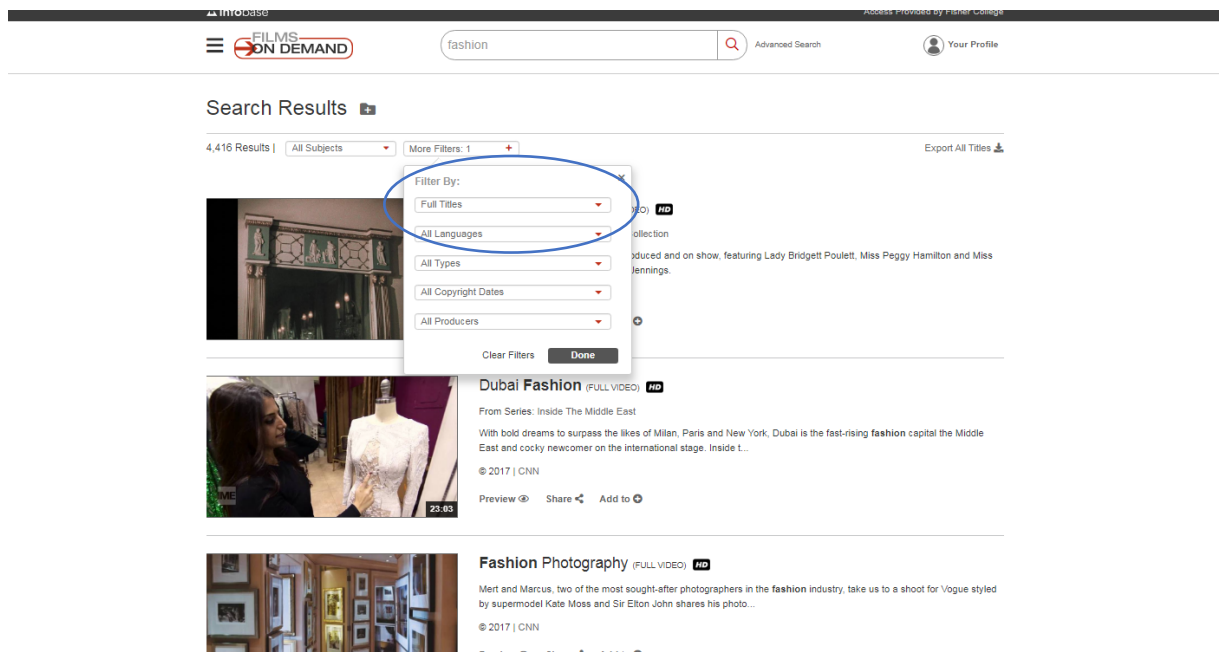 infobase
Access Provided by Fisher College
FILMS
ON DEMAND
fashion
Advanced Search
Your Profile
Search Results
4,416 Results | All Subjects More Filters: 1 +
Export All Titles
Filter By: ×
Full Titles
All Languages
All Types
All Copyright Dates
All Producers
Clear Filters Done
HD
ollection
oduced and on show, featuring Lady Bridgett Poulett, Miss Peggy Hamilton and Miss
Jennings.
Dubai Fashion (FULL VIDEO) HD
From Series: Inside The Middle East
With bold dreams to surpass the likes of Milan, Paris and New York, Dubai is the fast-rising fashion capital the Middle
East and cocky newcomer on the international stage. Inside t...
© 2017 | CNN
Preview Share Add to
23:03
Fashion Photography (FULL VIDEO) HD
Mert and Marcus, two of the most sought-after photographers in the fashion industry, take us to a shoot for Vogue styled
by supermodel Kate Moss and Sir Elton John shares his photo...
© 2017 | CNN